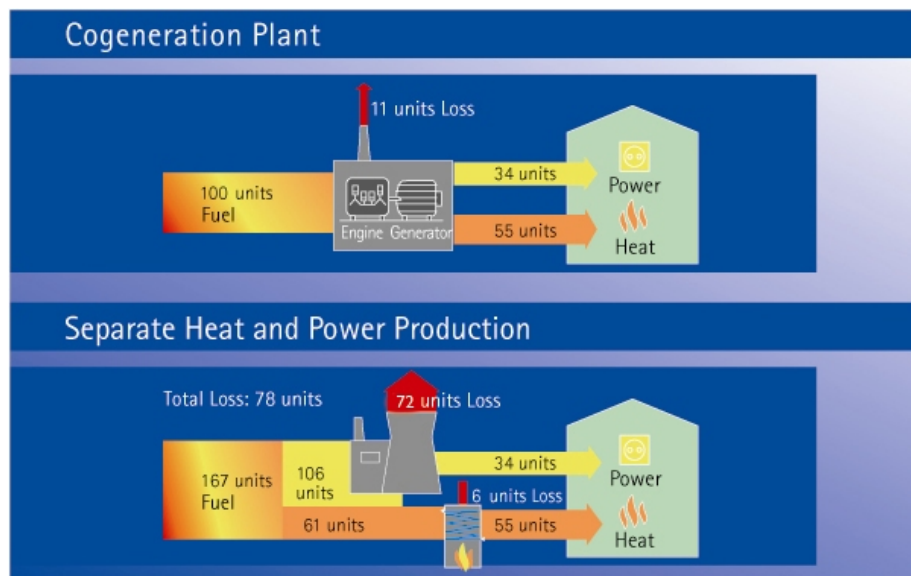 Cogeneration Plant
11 units Loss
100 units
Fuel
Engine Generator
34 units
55 units
Power
Heat
Separate Heat and Power Production
Total Loss: 78 units
72 units Loss
167 units
Fuel
106
units
61 units
34 units
6 units Loss
55 units
Power
Heat